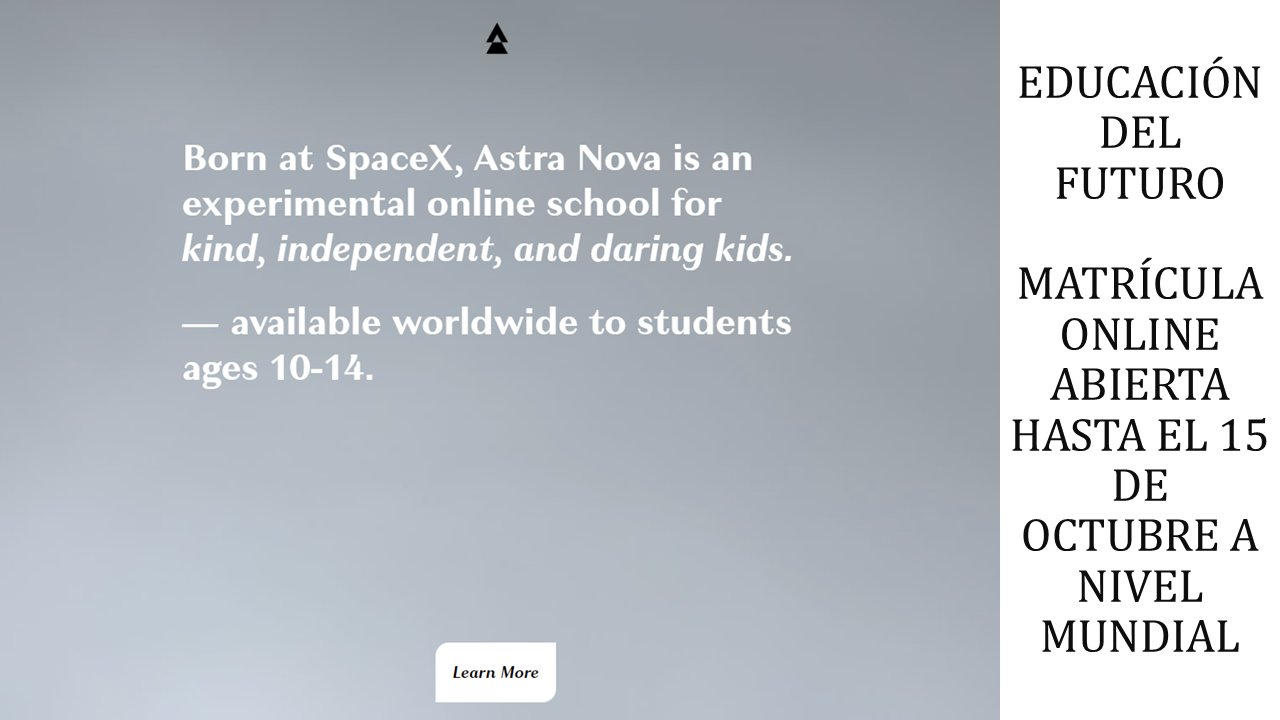 Born at SpaceX, Astra Nova is an
experimental online school for
kind, independent, and daring kids.
— available worldwide to students
ages 10-14.
Learn More
EDUCACIÓN
DEL
FUTURO
MATRÍCULA
ONLINE
ABIERTA
HASTA EL 15
DE
OCTUBRE A
NIVEL
MUNDIAL